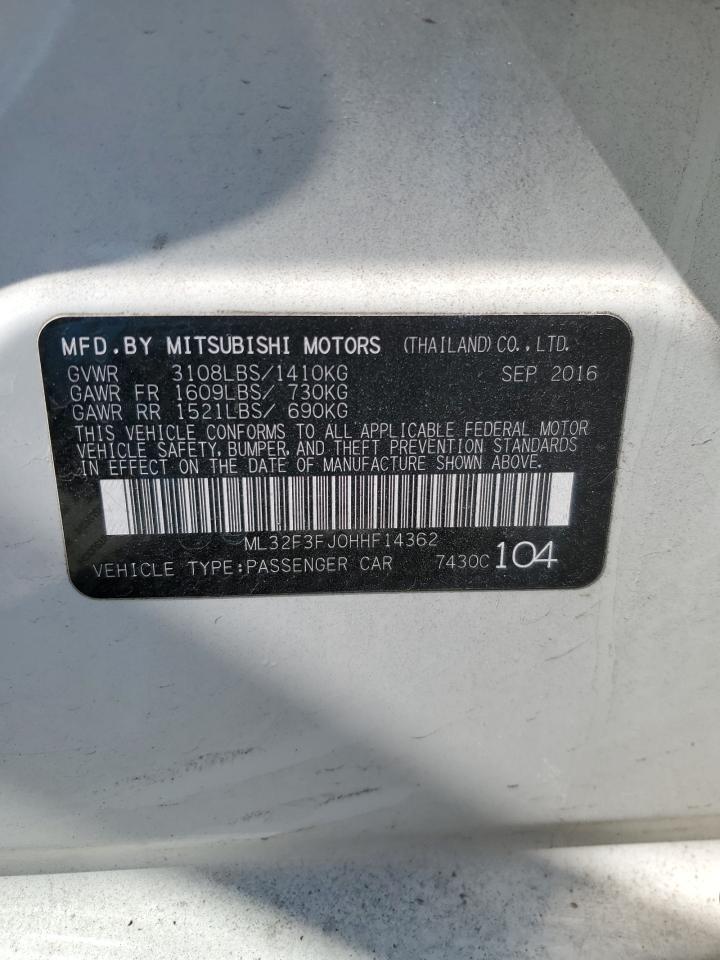 MFD.BY MITSUBISHI MOTORS (THAILAND)CO.,LTD.
GVWR 3108LBS/1410KG SEP 2016
GAWR FR 1609LBS/ 730KG
GAWR RR 1521LBS/ 690KG
THIS VEHICLE CONFORMS TO ALL APPLICABLE FEDERAL MOTOR
VEHICLE SAFETY, BUMPER, AND THEFT PREVENTION STANDARDS
IN EFFECT ON THE DATE OF MANUFACTURE SHOWN ABOVE.
ML32F3FJ0HHF14362
VEHICLE TYPE:PASSENGER CAR 7430C 104